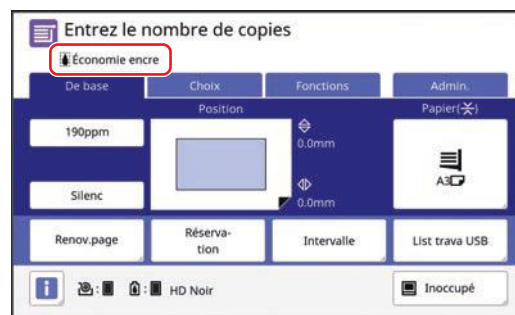 Entrez le nombre de copies
Économie encre
De base
Choix
Fonctions
Admin.
Position
Papier(
)
190ppm
0.0mm
A3
Silenc
0.0mm
Renov.page
Réserva-
tion
Intervalle
List trava USB
i
:
:
HD Noir
Inoccupé